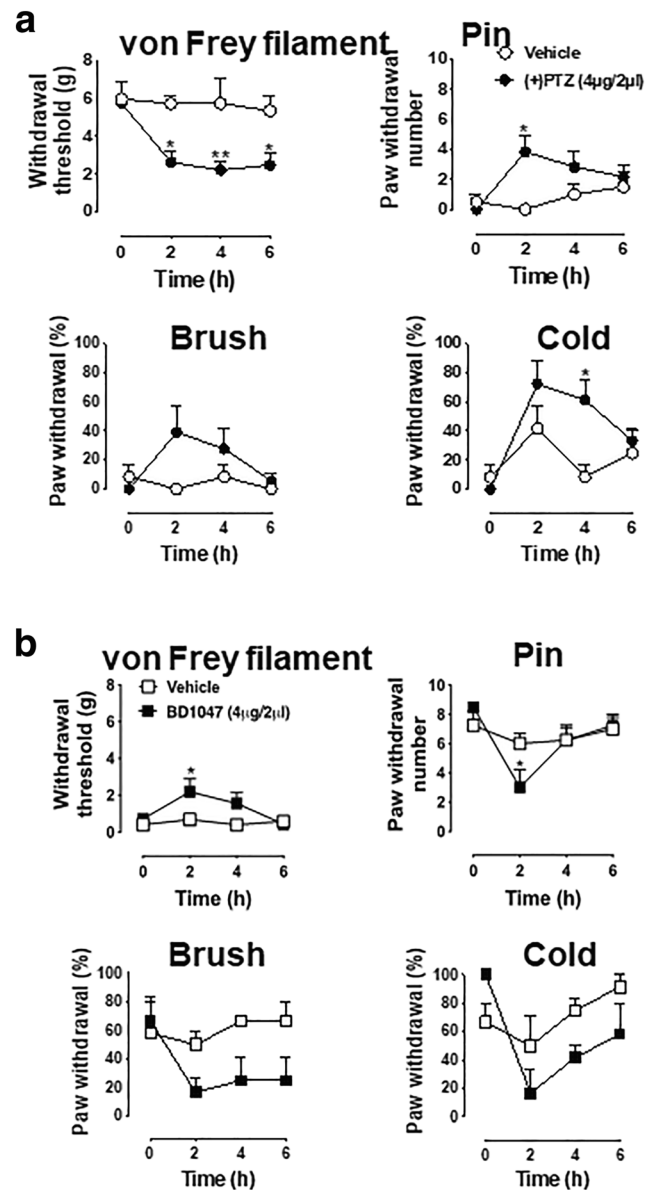 a
von Frey filament
Withdrawal
threshold (g)
8
6
4
2
0
*
**
*
0 2 4 6
Time (h)
Pin
Vehicle
(+)PTZ (4µg/2µl)
Paw withdrawal
number
10
8
6
4
2
0
*
0 2 4 6
Time (h)
Brush
Paw withdrawal (%)
100
80
60
40
20
0
0 2 4 6
Time (h)
Cold
Paw withdrawal (%)
100
80
60
40
20
0
*
0 2 4 6
Time (h)
b
von Frey filament
Vehicle
BD1047 (4µg/2µl)
Withdrawal
threshold (g)
8
6
4
2
0
*
0 2 4 6
Time (h)
Pin
Paw withdrawal
number
10
8
6
4
2
0
*
0 2 4 6
Time (h)
Brush
Paw withdrawal (%)
100
80
60
40
20
0
0 2 4 6
Time (h)
Cold
Paw withdrawal (%)
100
80
60
40
20
0
0 2 4 6
Time (h)